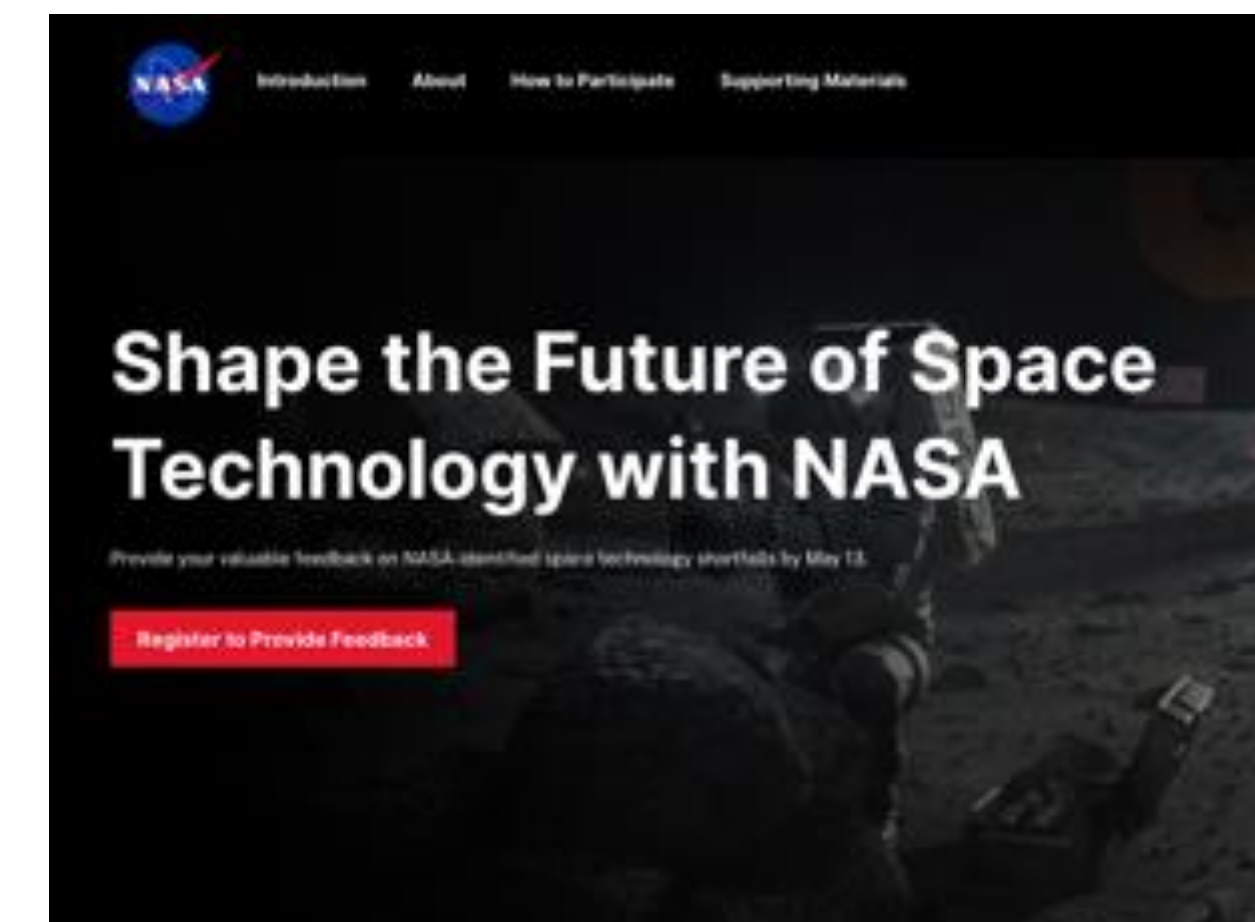 NASA
Introduction About How to Participate Supporting Materials
Shape the Future of Space
Technology with NASA
Provide your valuable feedback on NASA-identified space technology shortfalls by May 13.
Register to Provide Feedback